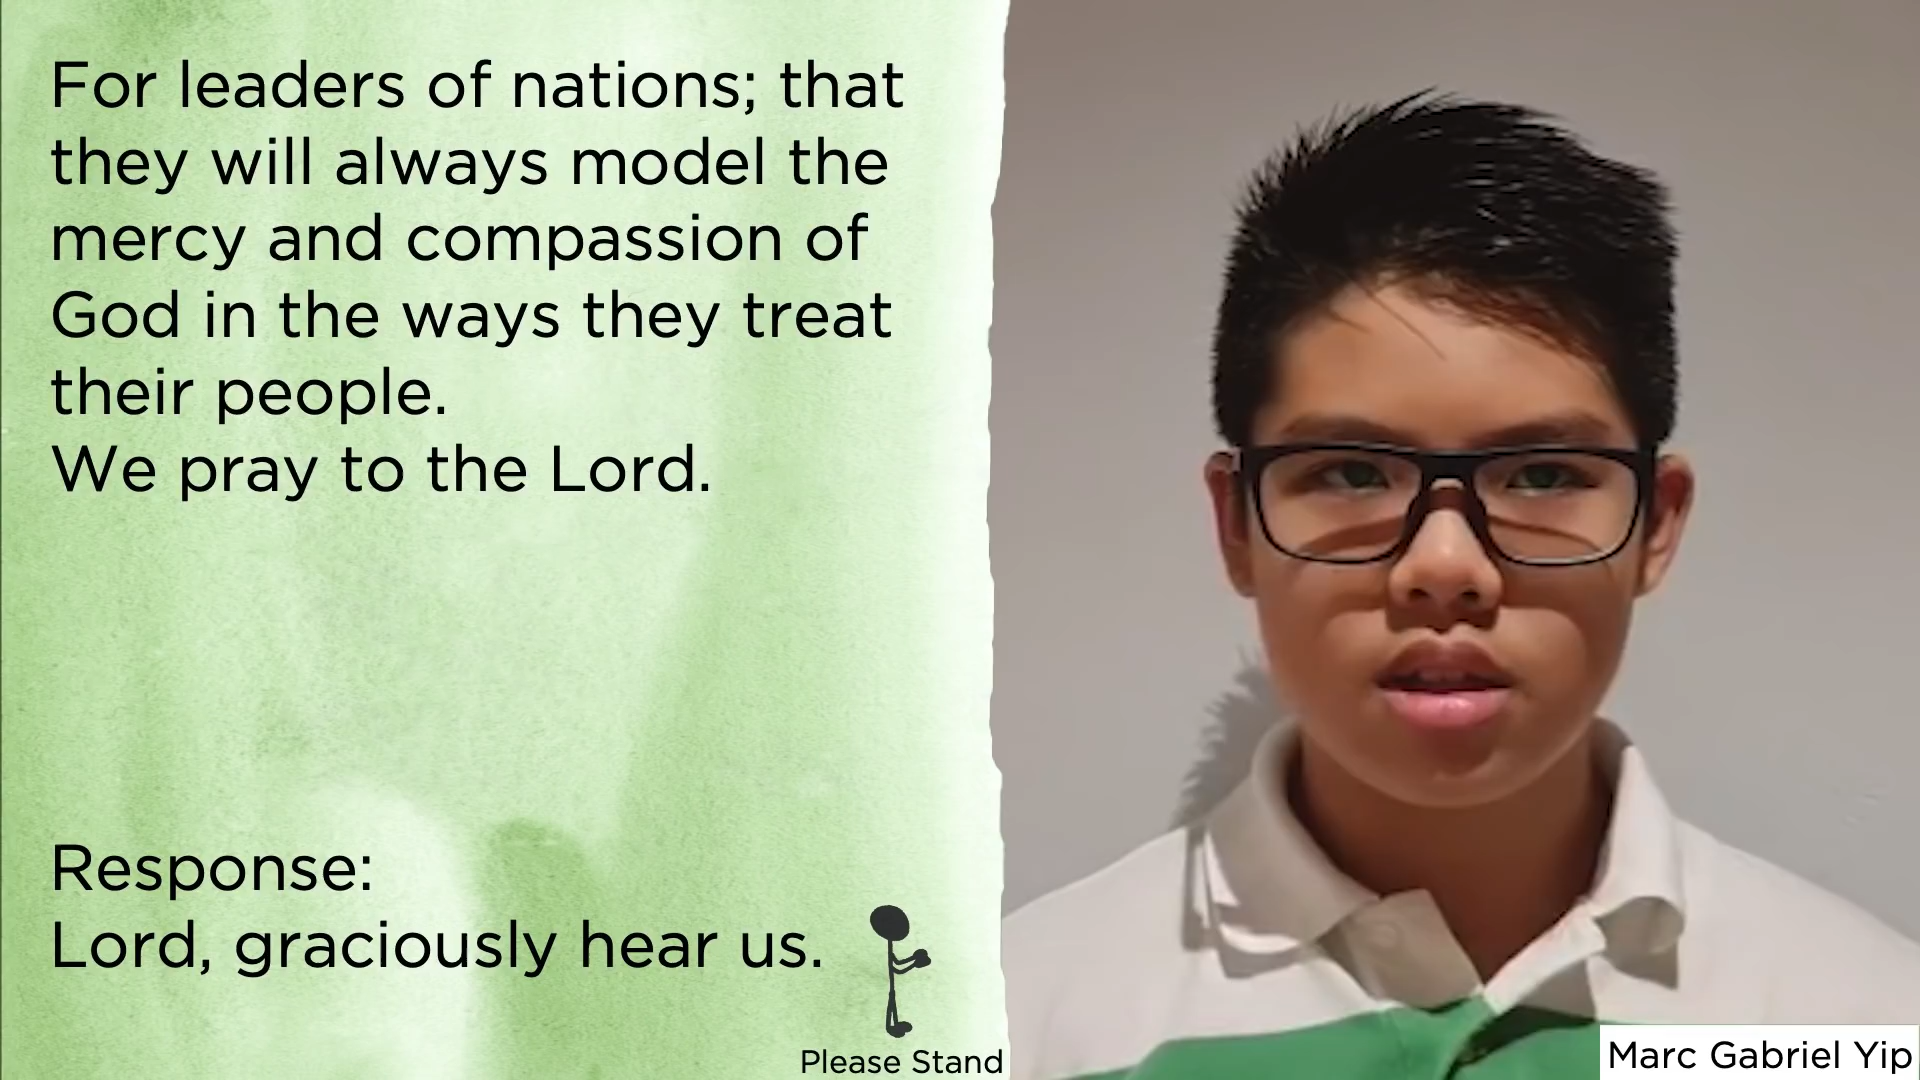 For leaders of nations; that
they will always model the
mercy and compassion of
God in the ways they treat
their people.
We pray to the Lord.
Response:
Lord, graciously hear us.
Please Stand
Marc Gabriel Yip